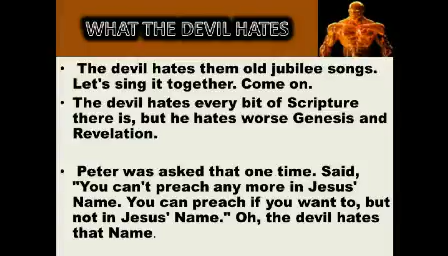 WHAT THE DEVIL HATES
• The devil hates them old jubilee songs.
Let's sing it together. Come on.
• The devil hates every bit of Scripture
there is, but he hates worse Genesis and
Revelation.
• Peter was asked that one time. Said,
"You can't preach any more in Jesus'
Name. You can preach if you want to, but
not in Jesus' Name." Oh, the devil hates
that Name.